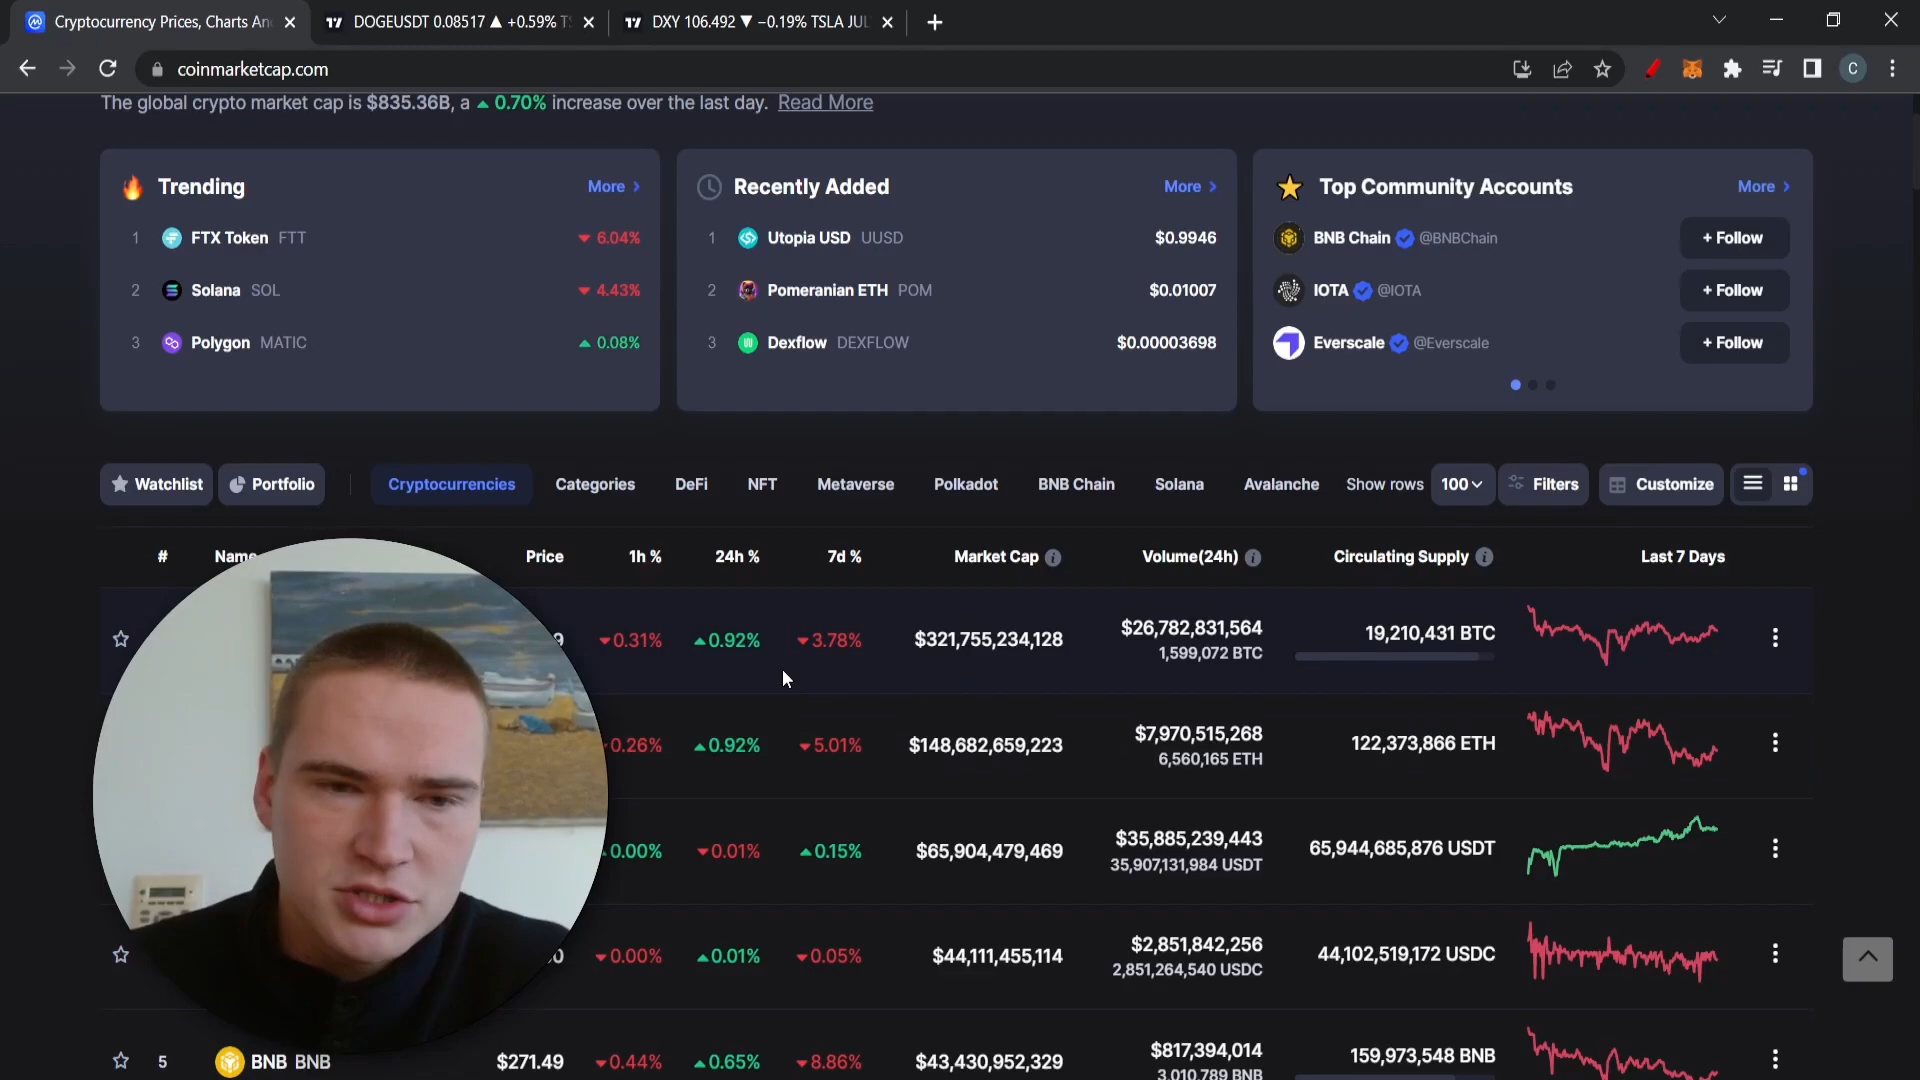 Cryptocurrency Prices, Charts An
DOGEUSDT 0.08517 ▲ +0.59% T
DXY 106.492 ▼ −0.19% TSLA JUL
coinmarketcap.com
C
The global crypto market cap is $835.36B, a ▲ 0.70% increase over the last day. Read More
Trending More
1 FTX Token FTT 6.04%
2 Solana SOL 4.43%
3 Polygon MATIC 0.08%
Recently Added More
1 Utopia USD UUSD $0.9946
2 Pomeranian ETH POM $0.01007
3 Dexflow DEXFLOW $0.00003698
Top Community Accounts More
BNB Chain @BNBChain + Follow
IOTA @IOTA + Follow
Everscale @Everscale + Follow
Watchlist Portfolio Cryptocurrencies Categories DeFi NFT Metaverse Polkadot BNB Chain Solana Avalanche Show rows 100 Filters Customize
# Name Price 1h % 24h % 7d % Market Cap Volume(24h) Circulating Supply Last 7 Days
9 0.31% 0.92% 3.78% $321,755,234,128 $26,782,831,564 19,210,431 BTC
1,599,072 BTC
0.26% 0.92% 5.01% $148,682,659,223 $7,970,515,268 122,373,866 ETH
6,560,165 ETH
0.00% 0.01% 0.15% $65,904,479,469 $35,885,239,443 65,944,685,876 USDT
35,907,131,984 USDT
0 0.00% 0.01% 0.05% $44,111,455,114 $2,851,842,256 44,102,519,172 USDC
2,851,264,540 USDC
5 BNB BNB $271.49 0.44% 0.65% 8.86% $43,430,952,329 $817,394,014 159,973,548 BNB
3,010,789 BNB